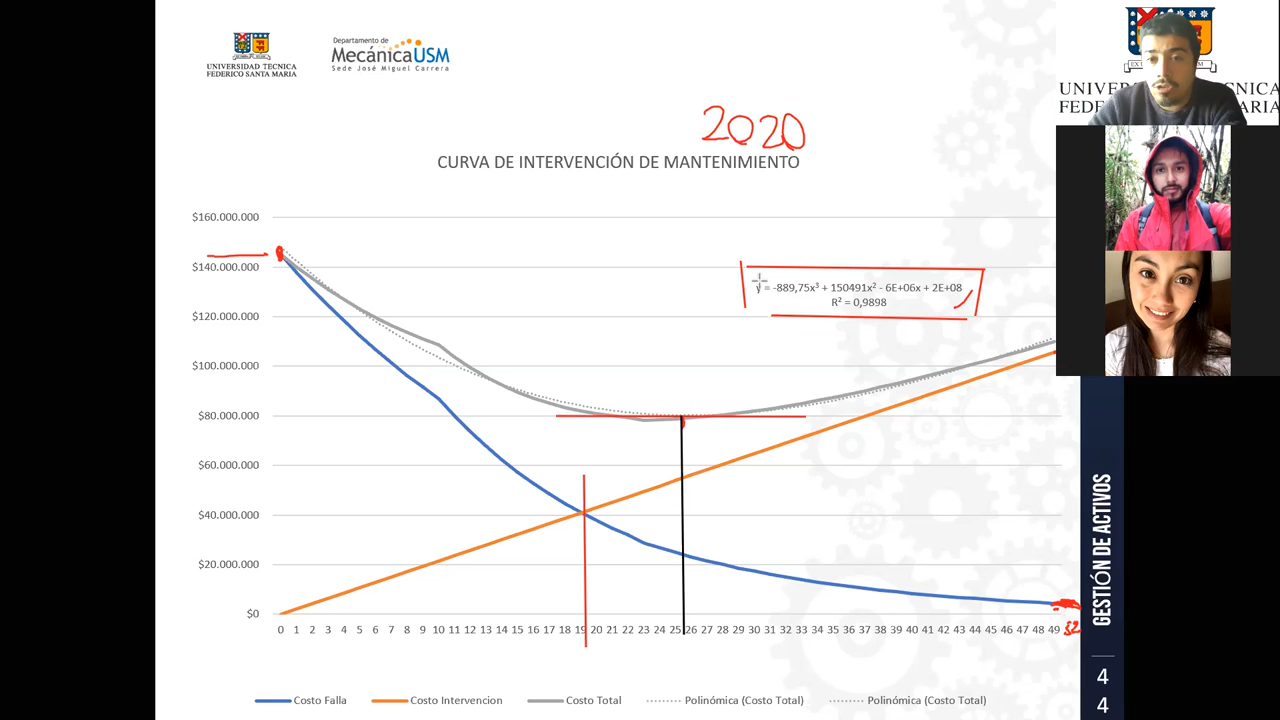 UNIVERSIDAD TECNICA
FEDERICO SANTA MARIA
Departamento de
MecánicaUSM
Sede José Miguel Carrera
2020
CURVA DE INTERVENCIÓN DE MANTENIMIENTO
$160.000.000
$140.000.000
$120.000.000
$100.000.000
$80.000.000
$60.000.000
$40.000.000
$20.000.000
$0
= -889,75x³ + 150491x² - 6E+06x + 2E+08
R² = 0,9898
0 1 2 3 4 5 6 7 8 9 10 11 12 13 14 15 16 17 18 19 20 21 22 23 24 25 26 27 28 29 30 31 32 33 34 35 36 37 38 39 40 41 42 43 44 45 46 47 48 49
Costo Falla Costo Intervencion Costo Total Polinómica (Costo Total) Polinómica (Costo Total)
GESTIÓN DE ACTIVOS
4
4